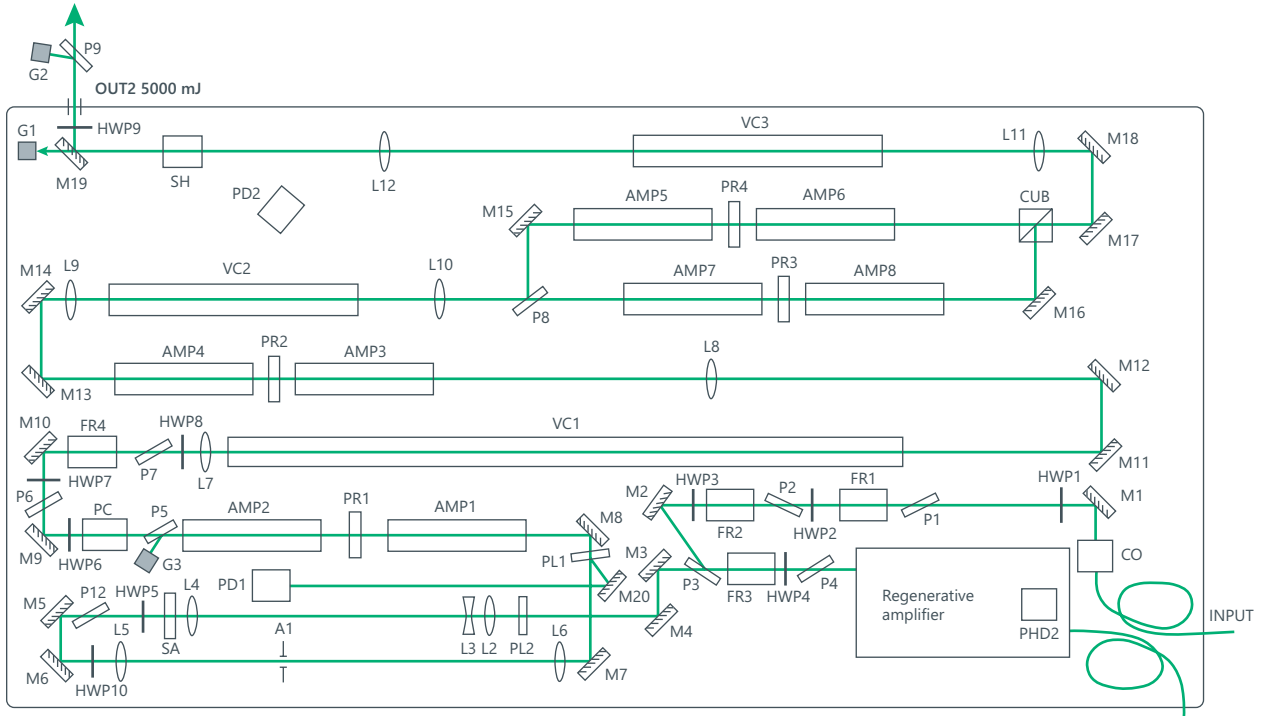 P9
G2
OUT2 5000 mJ
HWP9
G1
M19
SH
L12
VC3
L11
M18
PD2
M15
AMP5
PR4
AMP6
CUB
M17
M14
L9
VC2
L10
P8
AMP7
PR3
AMP8
M16
M13
AMP4
PR2
AMP3
L8
M12
M10
FR4
HWP8
VC1
HWP7
P7
L7
M11
P6
PC
P5
AMP2
PR1
AMP1
M8
M2
HWP3
P2
FR1
HWP1
M1
FR2
HWP2
P1
M9
HWP6
G3
PL1
M3
P3
FR3
HWP4
P4
CO
PD1
M20
M5
P12
HWP5
L4
SA
A1
L3
L2
PL2
L6
M4
Regenerative
amplifier
PHD2
INPUT
M6
HWP10
L5
M7